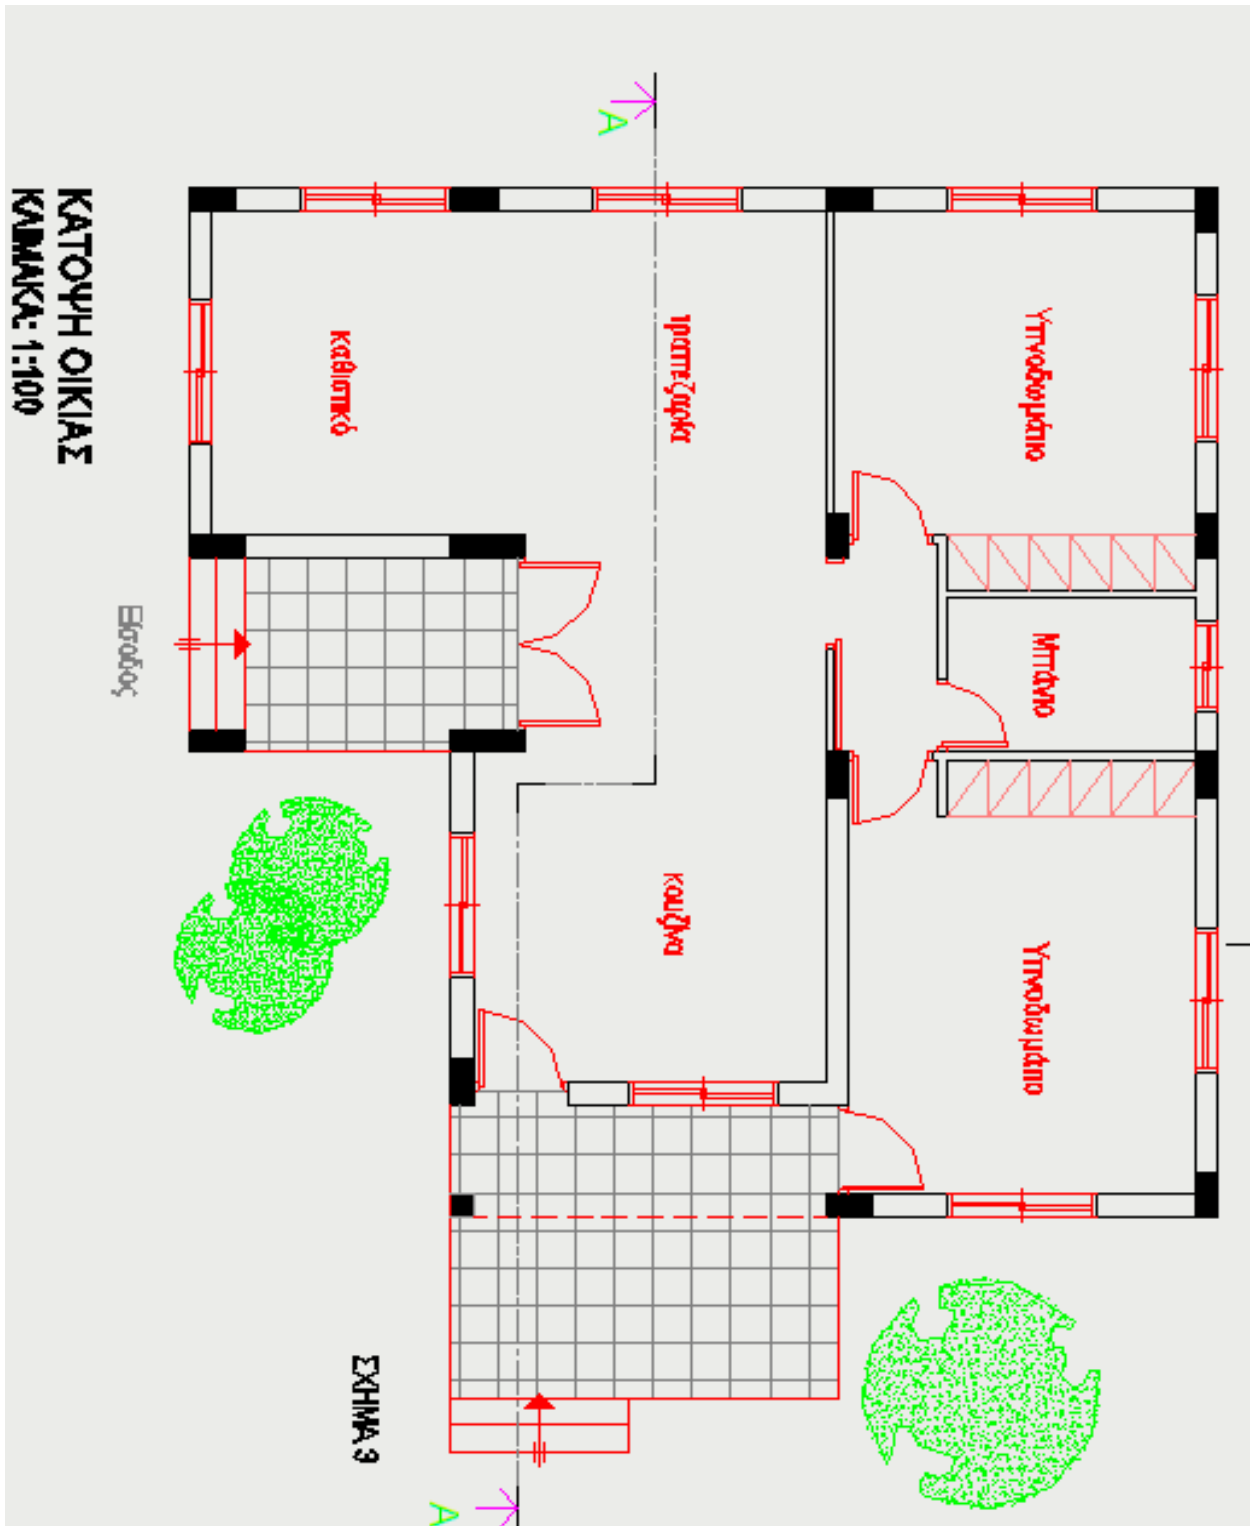 ΚΑΤΟΨΗ ΟΙΚΙΑΣ
ΚΛΙΜΑΚΑ: 1:100
Υπνοδωμάτιο
Μπάνιο
Υπνοδωμάτιο
τραπεζαρία
κουζίνα
καθιστικό
Είσοδος
ΣΧΗΜΑ 9
A
A